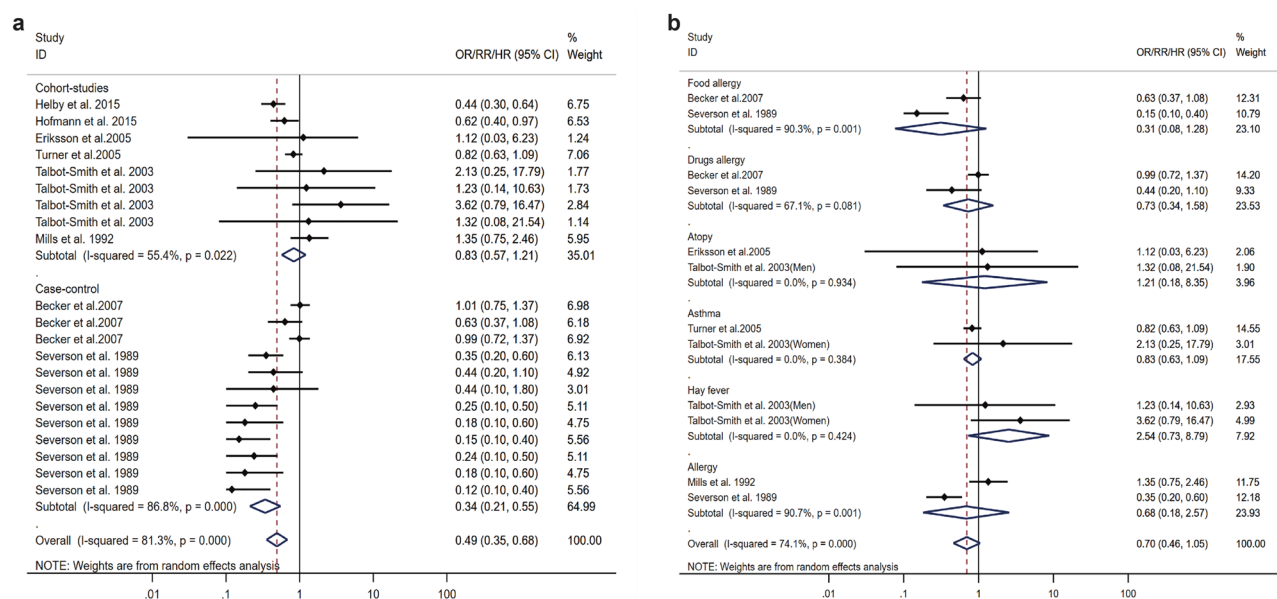 a
Study %
ID OR/RR/HR (95% CI) Weight
Cohort-studies
Helby et al. 2015 0.44 (0.30, 0.64) 6.75
Hofmann et al. 2015 0.62 (0.40, 0.97) 6.53
Eriksson et al.2005 1.12 (0.03, 6.23) 1.24
Turner et al.2005 0.82 (0.63, 1.09) 7.06
Talbot-Smith et al. 2003 2.13 (0.25, 17.79) 1.77
Talbot-Smith et al. 2003 1.23 (0.14, 10.63) 1.73
Talbot-Smith et al. 2003 3.62 (0.79, 16.47) 2.84
Talbot-Smith et al. 2003 1.32 (0.08, 21.54) 1.14
Mills et al. 1992 1.35 (0.75, 2.46) 5.95
Subtotal (I-squared = 55.4%, p = 0.022) 0.83 (0.57, 1.21) 35.01
.
Case-control
Becker et al.2007 1.01 (0.75, 1.37) 6.98
Becker et al.2007 0.63 (0.37, 1.08) 6.18
Becker et al.2007 0.99 (0.72, 1.37) 6.92
Severson et al. 1989 0.35 (0.20, 0.60) 6.13
Severson et al. 1989 0.44 (0.20, 1.10) 4.92
Severson et al. 1989 0.44 (0.10, 1.80) 3.01
Severson et al. 1989 0.25 (0.10, 0.50) 5.11
Severson et al. 1989 0.18 (0.10, 0.60) 4.75
Severson et al. 1989 0.15 (0.10, 0.40) 5.56
Severson et al. 1989 0.24 (0.10, 0.50) 5.11
Severson et al. 1989 0.18 (0.10, 0.60) 4.75
Severson et al. 1989 0.12 (0.10, 0.40) 5.56
Subtotal (I-squared = 86.8%, p = 0.000) 0.34 (0.21, 0.55) 64.99
.
Overall (I-squared = 81.3%, p = 0.000) 0.49 (0.35, 0.68) 100.00
NOTE: Weights are from random effects analysis
.01 .1 1 10 100
b
Study %
ID OR/RR/HR (95% CI) Weight
Food allergy
Becker et al.2007 0.63 (0.37, 1.08) 12.31
Severson et al. 1989 0.15 (0.10, 0.40) 10.79
Subtotal (I-squared = 90.3%, p = 0.001) 0.31 (0.08, 1.28) 23.10
.
Drugs allergy
Becker et al.2007 0.99 (0.72, 1.37) 14.20
Severson et al. 1989 0.44 (0.20, 1.10) 9.33
Subtotal (I-squared = 67.1%, p = 0.081) 0.73 (0.34, 1.58) 23.53
.
Atopy
Eriksson et al.2005 1.12 (0.03, 6.23) 2.06
Talbot-Smith et al. 2003(Men) 1.32 (0.08, 21.54) 1.90
Subtotal (I-squared = 0.0%, p = 0.934) 1.21 (0.18, 8.35) 3.96
.
Asthma
Turner et al.2005 0.82 (0.63, 1.09) 14.55
Talbot-Smith et al. 2003(Women) 2.13 (0.25, 17.79) 3.01
Subtotal (I-squared = 0.0%, p = 0.384) 0.83 (0.63, 1.09) 17.55
.
Hay fever
Talbot-Smith et al. 2003(Men) 1.23 (0.14, 10.63) 2.93
Talbot-Smith et al. 2003(Women) 3.62 (0.79, 16.47) 4.99
Subtotal (I-squared = 0.0%, p = 0.424) 2.54 (0.73, 8.79) 7.92
.
Allergy
Mills et al. 1992 1.35 (0.75, 2.46) 11.75
Severson et al. 1989 0.35 (0.20, 0.60) 12.18
Subtotal (I-squared = 90.7%, p = 0.001) 0.68 (0.18, 2.57) 23.93
.
Overall (I-squared = 74.1%, p = 0.000) 0.70 (0.46, 1.05) 100.00
NOTE: Weights are from random effects analysis
.01 .1 1 10 100